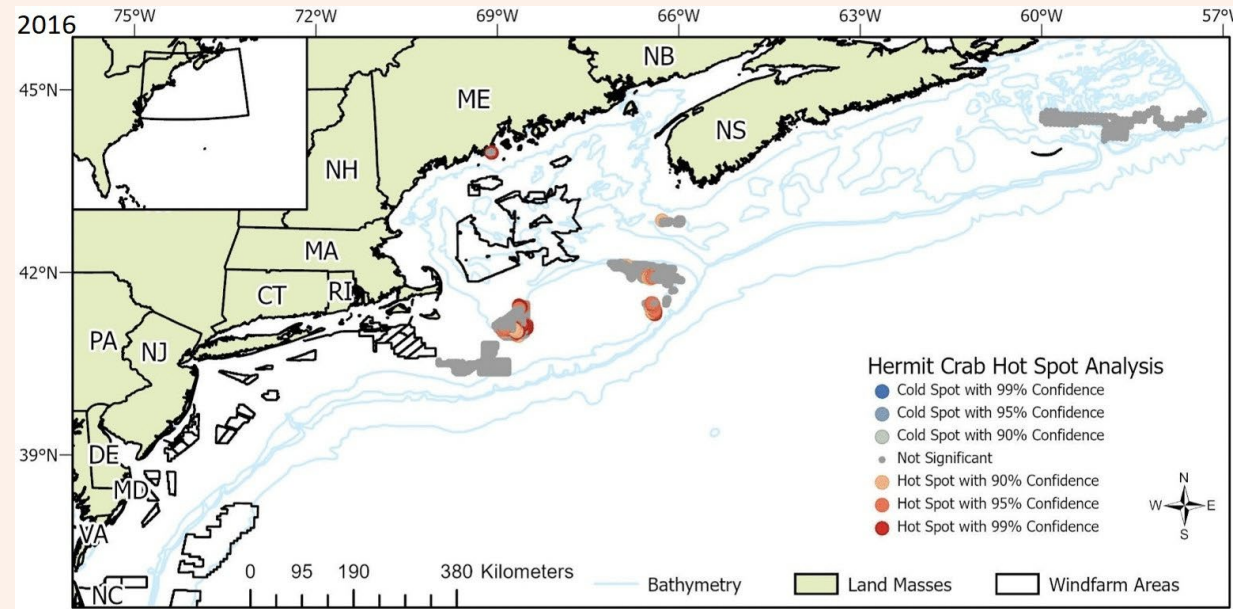 2016
75°W 72°W 69°W 66°W 63°W 60°W 57°W
45°N
42°N
39°N
NB
ME
NS
NH
MA
CT RI
PA NJ
DE
MD
VA
NC
Hermit Crab Hot Spot Analysis
Cold Spot with 99% Confidence
Cold Spot with 95% Confidence
Cold Spot with 90% Confidence
Not Significant
Hot Spot with 90% Confidence
Hot Spot with 95% Confidence
Hot Spot with 99% Confidence
N
W E
S
0 95 190 380 Kilometers
Bathymetry Land Masses Windfarm Areas